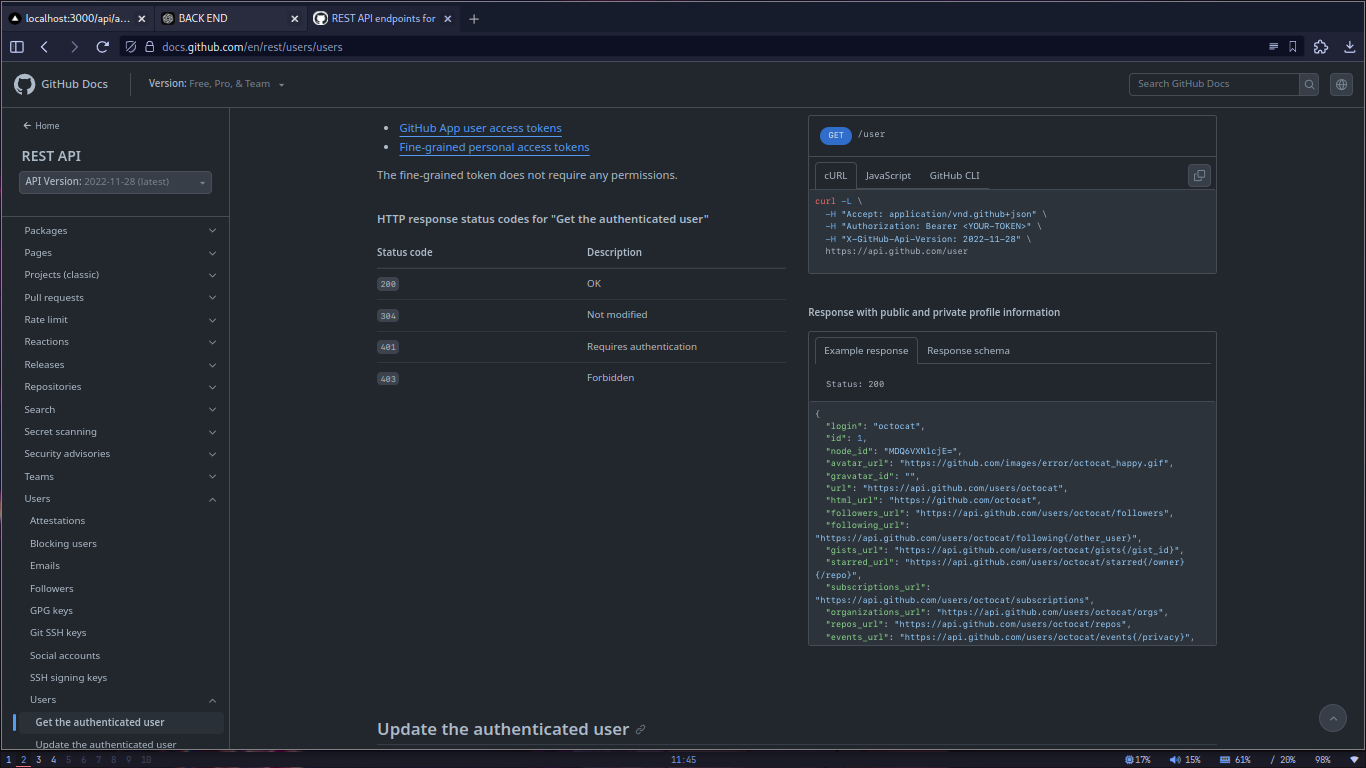 localhost:3000/api/a...
BACK END
REST API endpoints for
docs.github.com/en/rest/users/users
GitHub Docs
Version: Free, Pro, & Team
Search GitHub Docs
Home
REST API
API Version: 2022-11-28 (latest)
Packages
Pages
Projects (classic)
Pull requests
Rate limit
Reactions
Releases
Repositories
Search
Secret scanning
Security advisories
Teams
Users
Attestations
Blocking users
Emails
Followers
GPG keys
Git SSH keys
Social accounts
SSH signing keys
Users
Get the authenticated user
Update the authenticated user
GitHub App user access tokens
Fine-grained personal access tokens
The fine-grained token does not require any permissions.
HTTP response status codes for "Get the authenticated user"
Status code Description
200 OK
304 Not modified
401 Requires authentication
403 Forbidden
Update the authenticated user
GET /user
cURL JavaScript GitHub CLI
curl -L \
-H "Accept: application/vnd.github+json" \
-H "Authorization: Bearer <YOUR-TOKEN>" \
-H "X-GitHub-Api-Version: 2022-11-28" \
https://api.github.com/user
Response with public and private profile information
Example response Response schema
Status: 200
{
"login": "octocat",
"id": 1,
"node_id": "MDQ6VXNlcjE=",
"avatar_url": "https://github.com/images/error/octocat_happy.gif",
"gravatar_id": "",
"url": "https://api.github.com/users/octocat",
"html_url": "https://github.com/octocat",
"followers_url": "https://api.github.com/users/octocat/followers",
"following_url":
"https://api.github.com/users/octocat/following{/other_user}",
"gists_url": "https://api.github.com/users/octocat/gists{/gist_id}",
"starred_url": "https://api.github.com/users/octocat/starred{/owner}
{/repo}",
"subscriptions_url":
"https://api.github.com/users/octocat/subscriptions",
"organizations_url": "https://api.github.com/users/octocat/orgs",
"repos_url": "https://api.github.com/users/octocat/repos",
"events_url": "https://api.github.com/users/octocat/events{/privacy}",
1 2 3 4 5 6 7 8 9 10
11:45
17% 15% 61% / 20% 98%